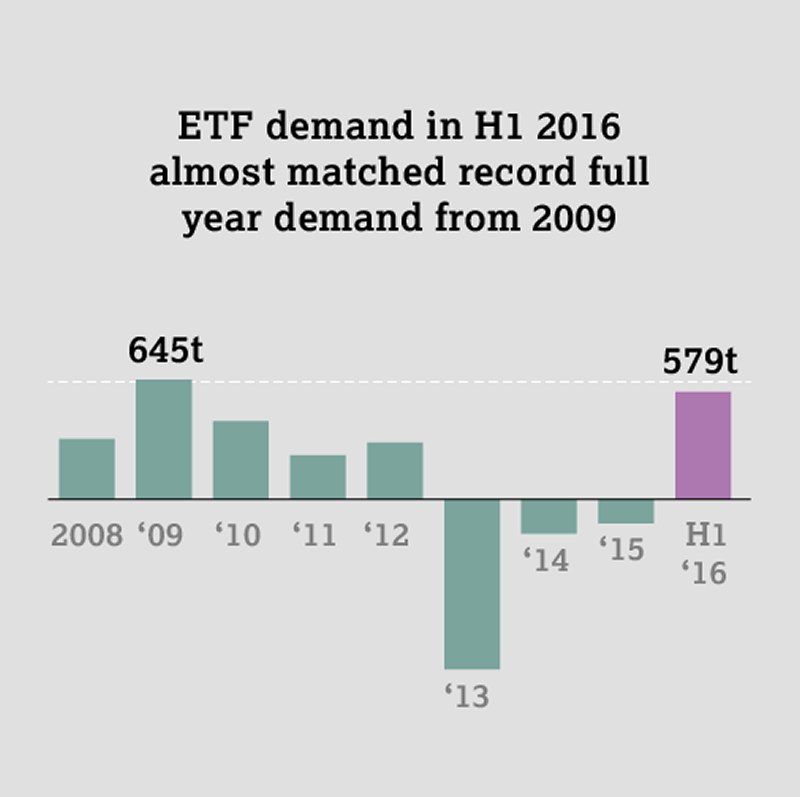 ETF demand in H1 2016
almost matched record full
year demand from 2009
645t
579t
2008 ‘09 ‘10 ‘11 ‘12 ‘13 ‘14 ‘15 H1
‘16